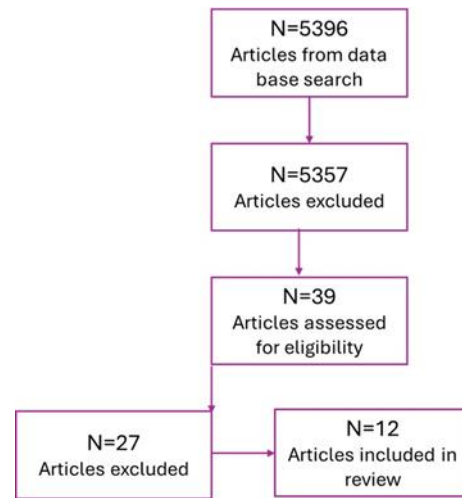 N=5396
Articles from data
base search
N=5357
Articles excluded
N=39
Articles assessed
for eligibility
N=27
Articles excluded
N=12
Articles included in
review